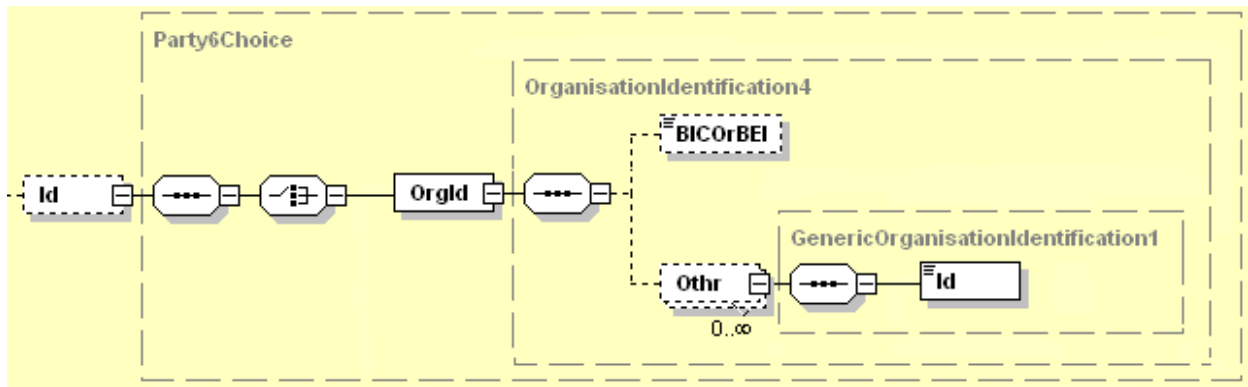 Party6Choice
OrganisationIdentification4
BICOrBEI
Id
OrgId
GenericOrganisationIdentification1
Othr
Id
0..∞